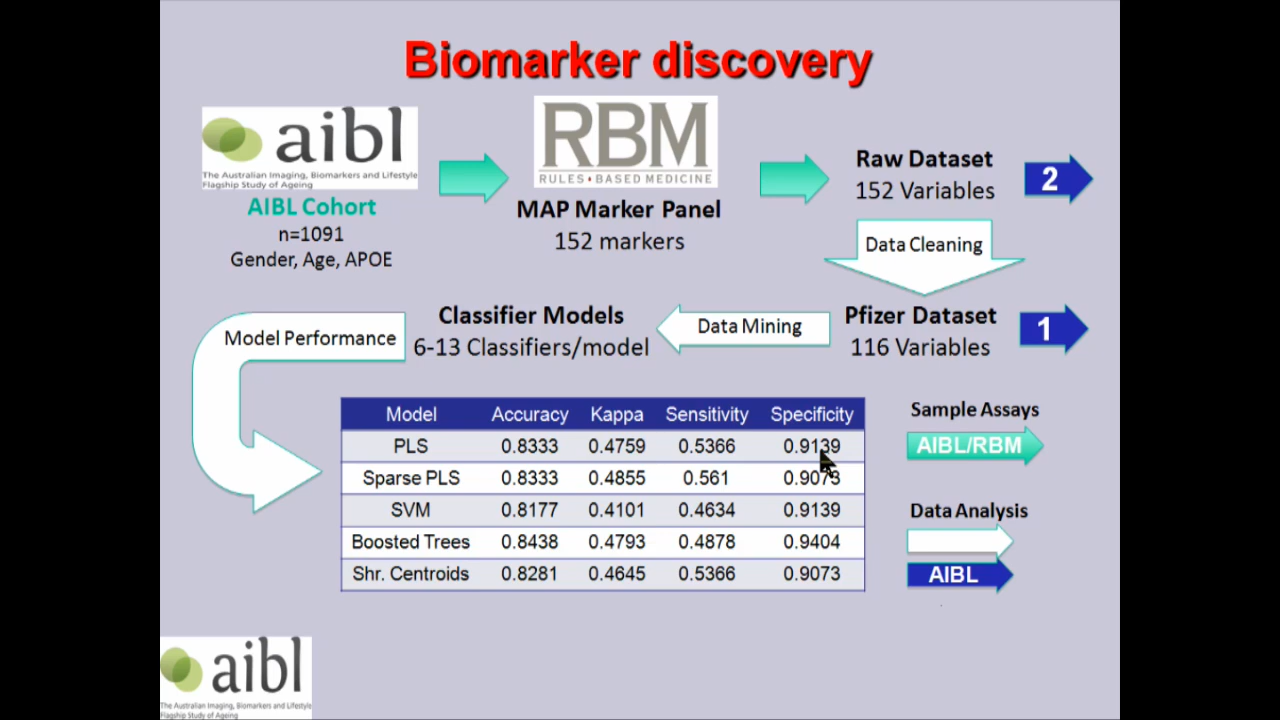 Biomarker discovery
aibl
The Australian Imaging, Biomarkers and Lifestyle
Flagship Study of Ageing
AIBL Cohort
n=1091
Gender, Age, APOE
RBM
RULES • BASED MEDICINE
MAP Marker Panel
152 markers
Raw Dataset
152 Variables
2
Data Cleaning
Pfizer Dataset
116 Variables
1
Data Mining
Classifier Models
6-13 Classifiers/model
Model Performance
Model Accuracy Kappa Sensitivity Specificity
PLS 0.8333 0.4759 0.5366 0.9139
Sparse PLS 0.8333 0.4855 0.561 0.9073
SVM 0.8177 0.4101 0.4634 0.9139
Boosted Trees 0.8438 0.4793 0.4878 0.9404
Shr. Centroids 0.8281 0.4645 0.5366 0.9073
Sample Assays
AIBL/RBM
Data Analysis
AIBL
aibl
The Australian Imaging, Biomarkers and Lifestyle
Flagship Study of Ageing